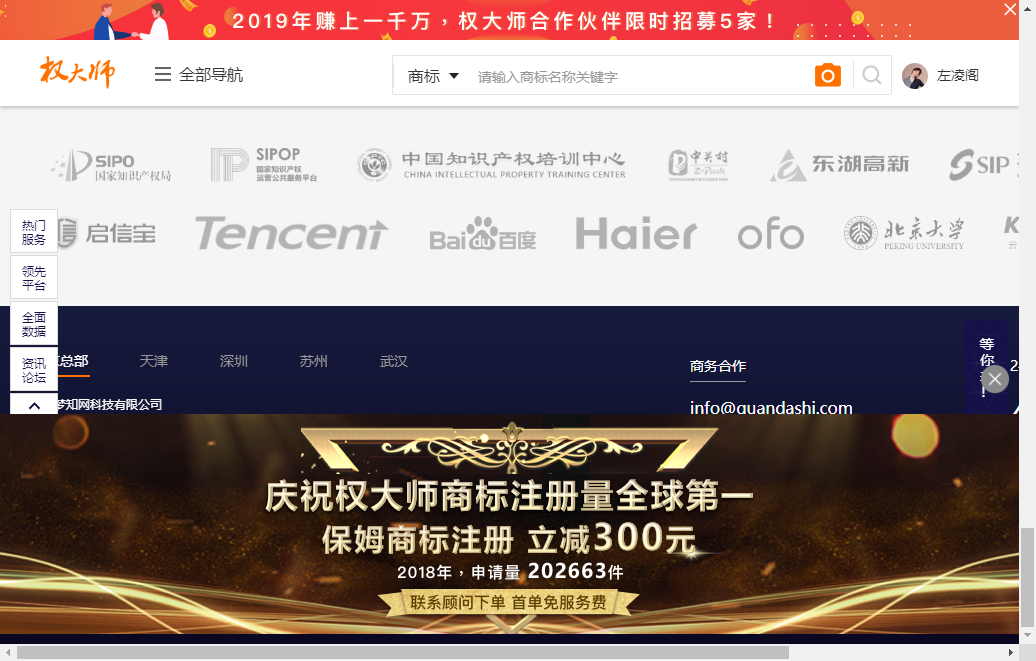 2019年赚上一千万，权大师合作伙伴限时招募5家！
权大师
全部导航
商标
请输入商标名称关键字
左凌阁
SIPO
国家知识产权局
SIPOP
国家知识产权
运营公共服务平台
中国知识产权培训中心
CHINA INTELLECTUAL PROPERTY TRAINING CENTER
中关村
Z-Park
东湖高新
SIP
启信宝
Tencent
Bai 百度
Haier
ofo
北京大学
PEKING UNIVERSITY
K
云
热门
服务
领先
平台
全面
数据
资讯
论坛
总部
天津
深圳
苏州
武汉
梦知网科技有限公司
商务合作
info@quandashi.com
等
你
！
2
庆祝权大师商标注册量全球第一
保姆商标注册 立减300元
2018年，申请量 202663件
联系顾问下单 首单免服务费